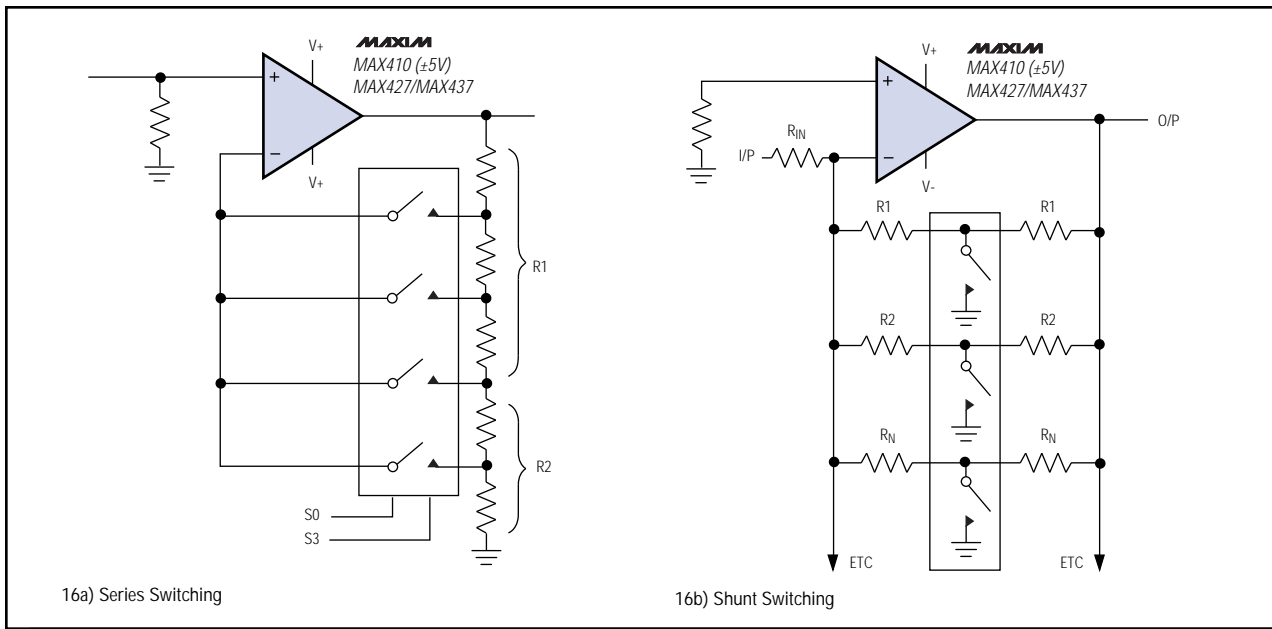 MAXIM
MAX410 (±5V)
MAX427/MAX437
V+
+
−
V+
R1
R2
S0
S3
16a) Series Switching
MAXIM
MAX410 (±5V)
MAX427/MAX437
V+
+
−
V-
O/P
I/P
RIN
R1
R1
R2
R2
RN
RN
ETC
ETC
16b) Shunt Switching